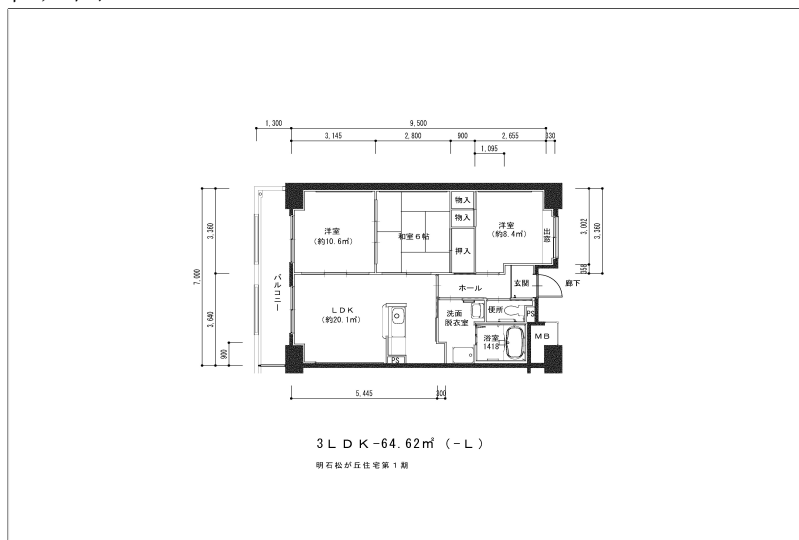 1,300
9,500
3,145
2,800
900
2,655
330
1,095
7,000
3,360
3,640
900
3,002
3,360
358
物入
物入
押入
洋室
(約10.6㎡)
和室6帖
洋室
(約8.4㎡)
バルコニー
ホール
玄関
廊下
LDK
(約20.1㎡)
洗面
脱衣室
便所
PS
浴室
1418
MB
PS
5,445
300
3LDK-64.62㎡(-L)
明石松が丘住宅第1期